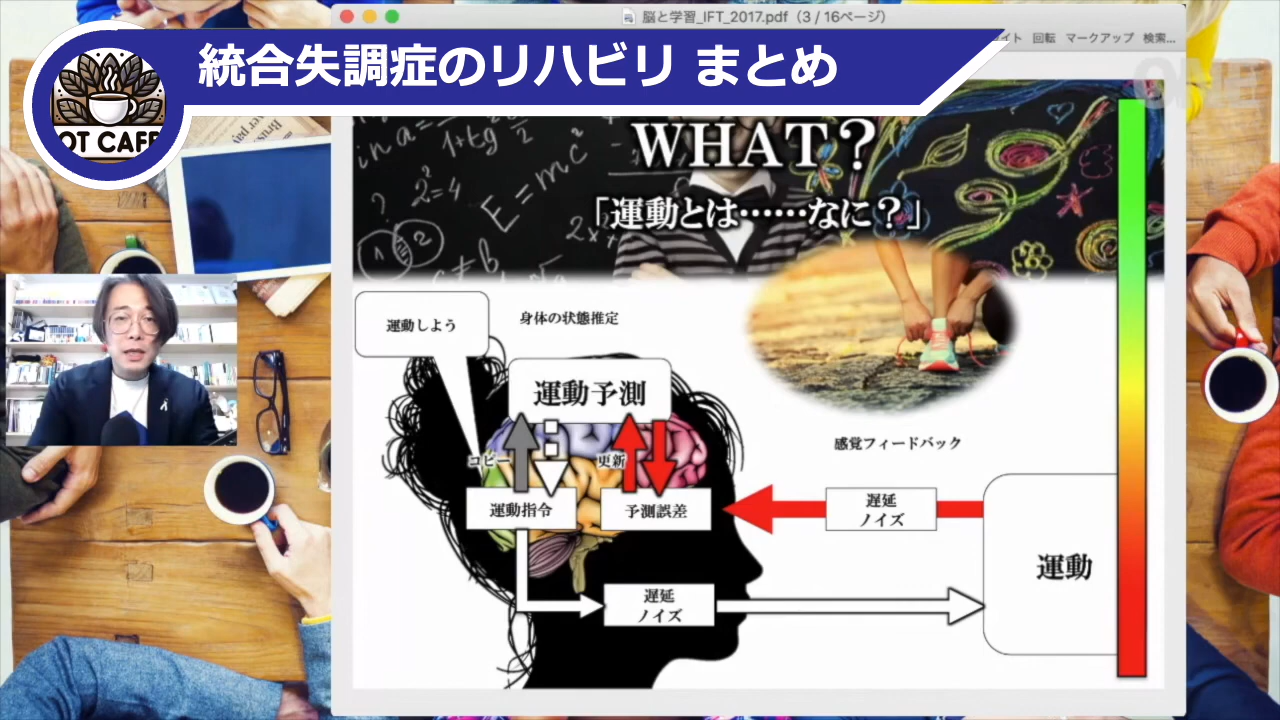 脳と学習_IFT_2017.pdf（3 / 16ページ）
イト 回転 マークアップ 検索...
統合失調症のリハビリ まとめ
OT CAFE
WHAT？
「運動とは……なに？」
E=mc²
2²=4
運動しよう
身体の状態推定
運動予測
コピー
更新
感覚フィードバック
運動指令
予測誤差
遅延
ノイズ
運動
遅延
ノイズ